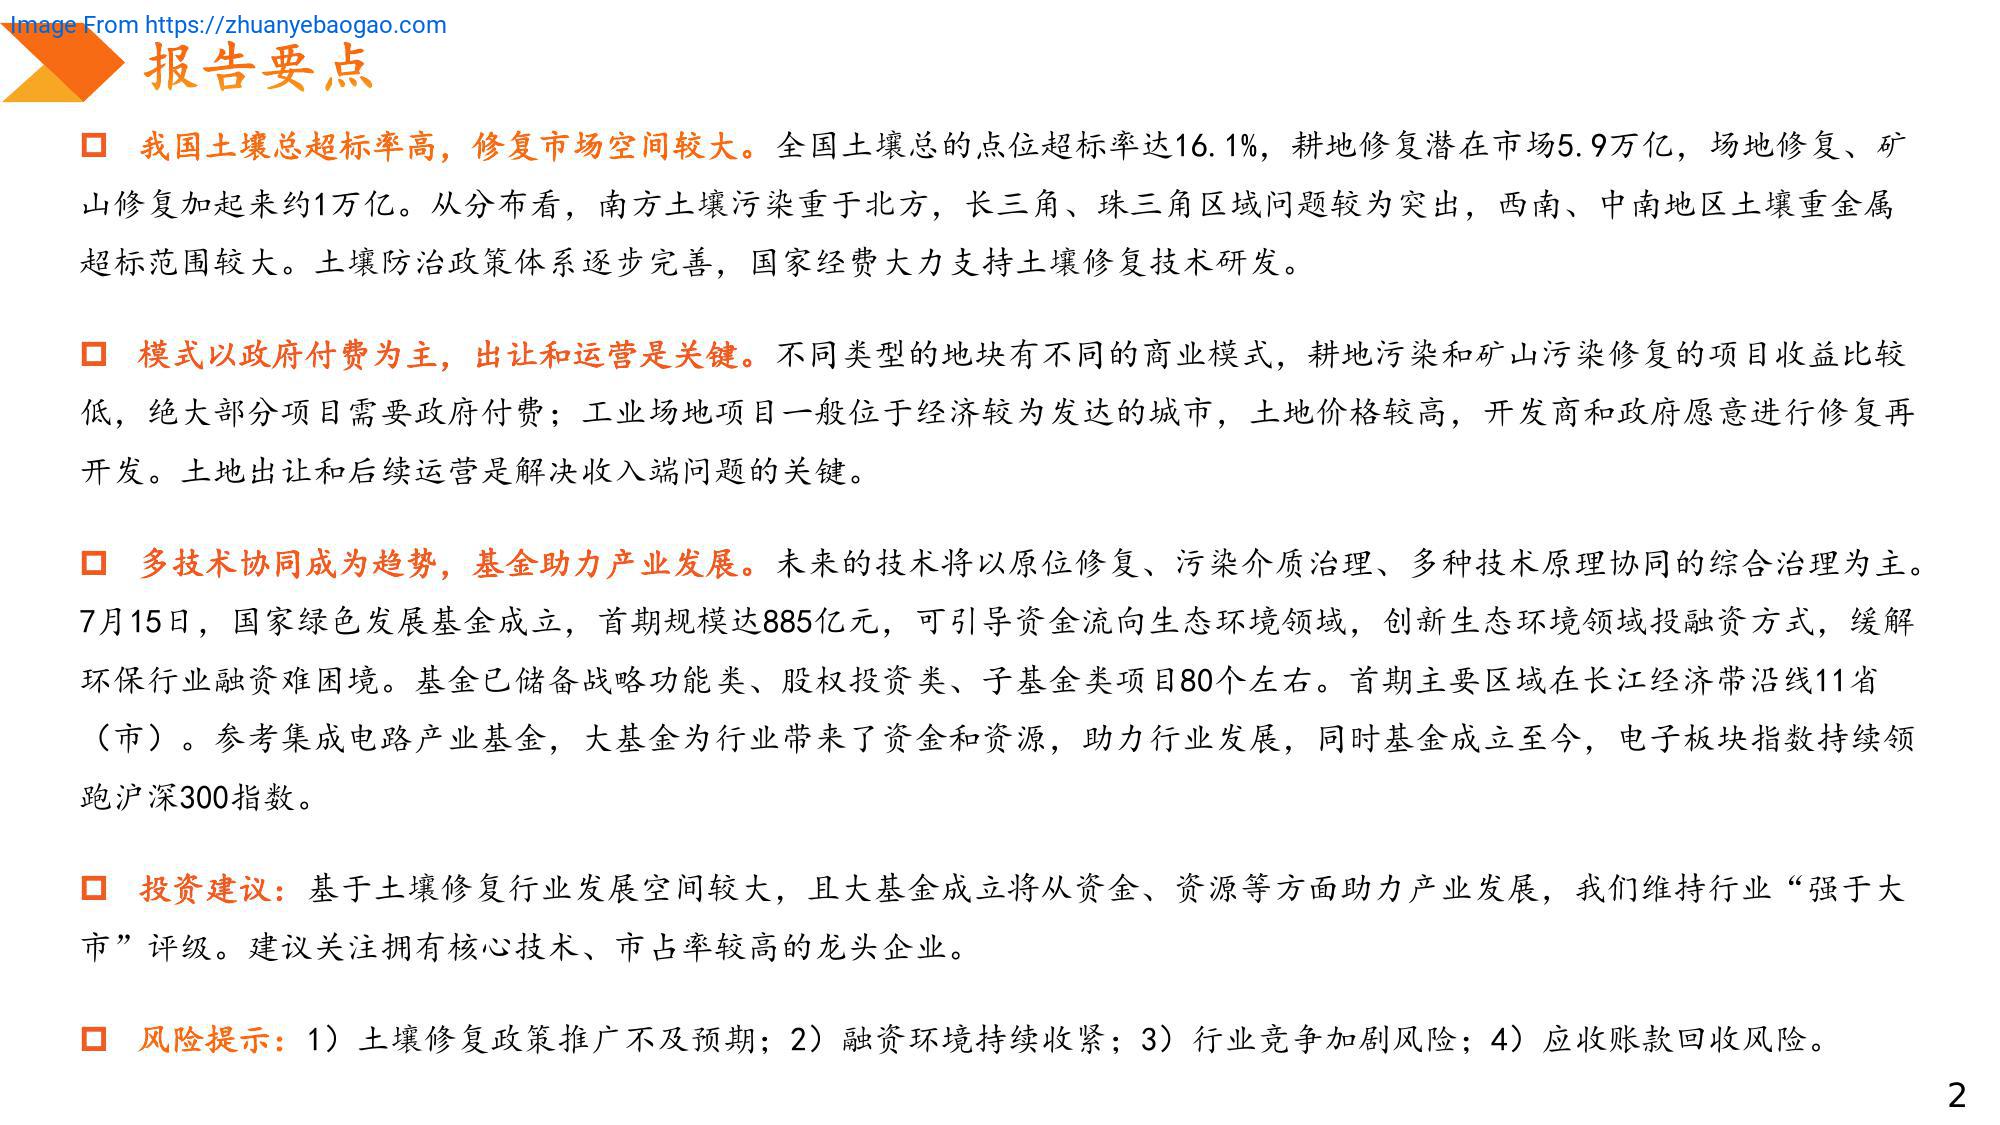 Image From https://zhuanyebaogao.com
报告要点
我国土壤总超标率高，修复市场空间较大。全国土壤总的点位超标率达16.1%，耕地修复潜在市场5.9万亿，场地修复、矿
山修复加起来约1万亿。从分布看，南方土壤污染重于北方，长三角、珠三角区域问题较为突出，西南、中南地区土壤重金属
超标范围较大。土壤防治政策体系逐步完善，国家经费大力支持土壤修复技术研发。
模式以政府付费为主，出让和运营是关键。不同类型的地块有不同的商业模式，耕地污染和矿山污染修复的项目收益比较
低，绝大部分项目需要政府付费；工业场地项目一般位于经济较为发达的城市，土地价格较高，开发商和政府愿意进行修复再
开发。土地出让和后续运营是解决收入端问题的关键。
多技术协同成为趋势，基金助力产业发展。未来的技术将以原位修复、污染介质治理、多种技术原理协同的综合治理为主。
7月15日，国家绿色发展基金成立，首期规模达885亿元，可引导资金流向生态环境领域，创新生态环境领域投融资方式，缓解
环保行业融资难困境。基金已储备战略功能类、股权投资类、子基金类项目80个左右。首期主要区域在长江经济带沿线11省
（市）。参考集成电路产业基金，大基金为行业带来了资金和资源，助力行业发展，同时基金成立至今，电子板块指数持续领
跑沪深300指数。
投资建议：基于土壤修复行业发展空间较大，且大基金成立将从资金、资源等方面助力产业发展，我们维持行业“强于大
市”评级。建议关注拥有核心技术、市占率较高的龙头企业。
风险提示：1）土壤修复政策推广不及预期；2）融资环境持续收紧；3）行业竞争加剧风险；4）应收账款回收风险。
2